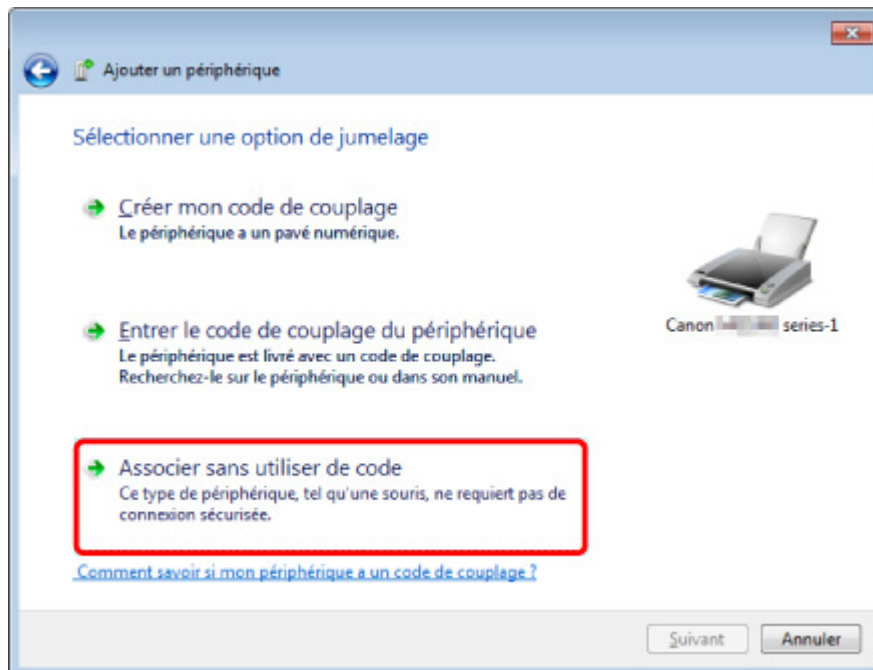 Ajouter un périphérique
Sélectionner une option de jumelage
Créer mon code de couplage
Le périphérique a un pavé numérique.
Entrer le code de couplage du périphérique
Le périphérique est livré avec un code de couplage.
Recherchez-le sur le périphérique ou dans son manuel.
Canon series-1
Associer sans utiliser de code
Ce type de périphérique, tel qu'une souris, ne requiert pas de
connexion sécurisée.
Comment savoir si mon périphérique a un code de couplage ?
Suivant Annuler